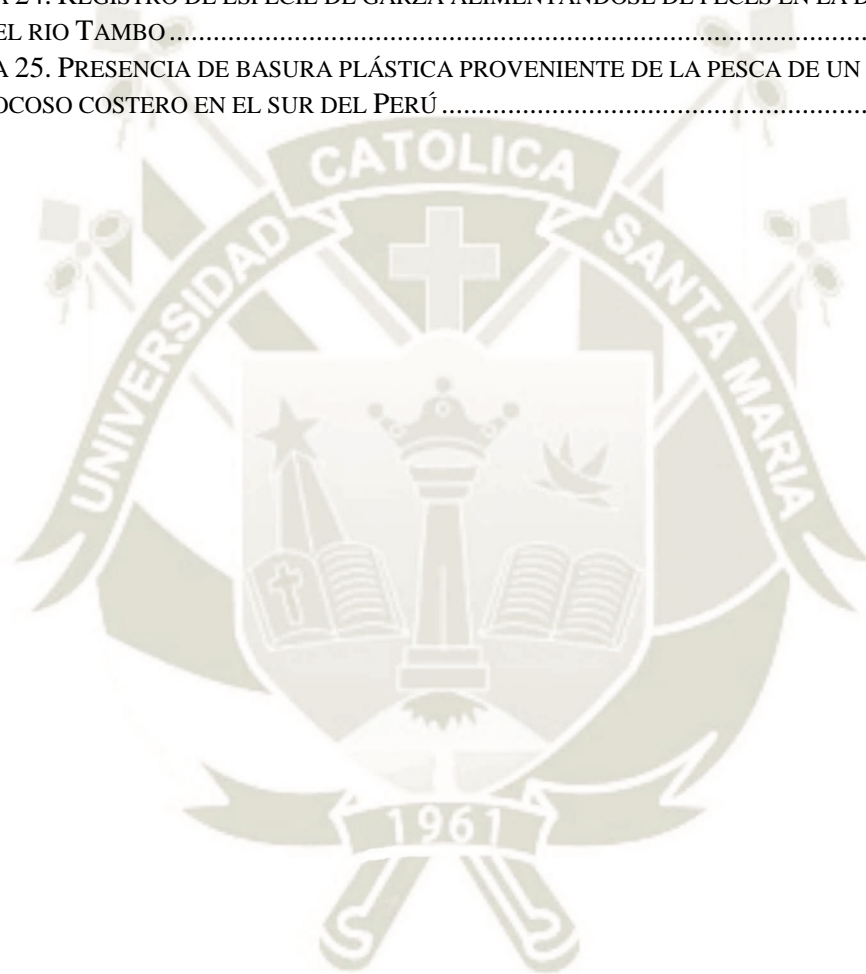 A 24. REGISTRO DE ESPECIE DE GARZA ALIMENTÁNDOSE DE PECES EN LA
EL RIO TAMBO
A 25. PRESENCIA DE BASURA PLÁSTICA PROVENIENTE DE LA PESCA DE UN
OCOSO COSTERO EN EL SUR DEL PERÚ
UNIVERSIDAD CATOLICA SANTA MARIA
1961